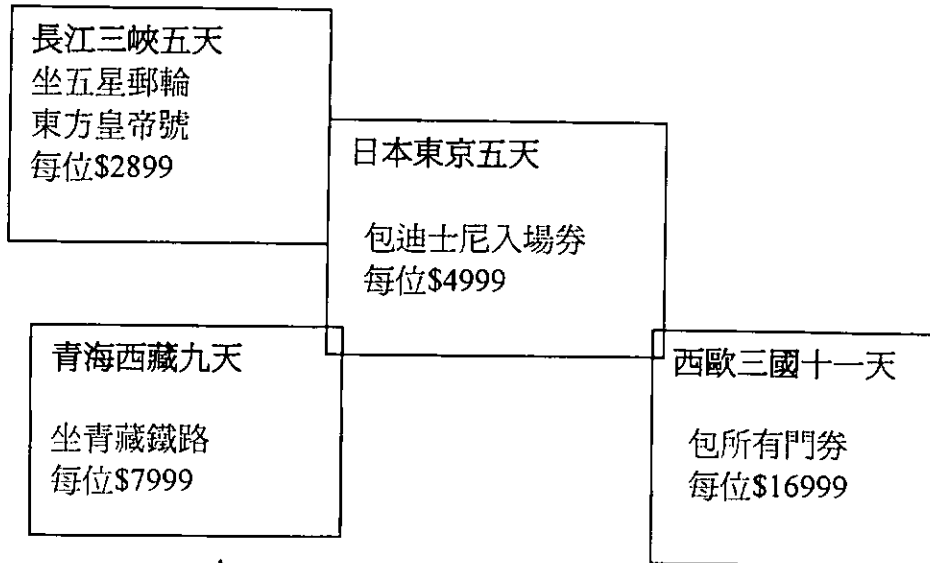 長江三峽五天
坐五星郵輪
東方皇帝號
每位$2899
日本東京五天
包迪士尼入場券
每位$4999
青海西藏九天
坐青藏鐵路
每位$7999
西歐三國十一天
包所有門券
每位$16999